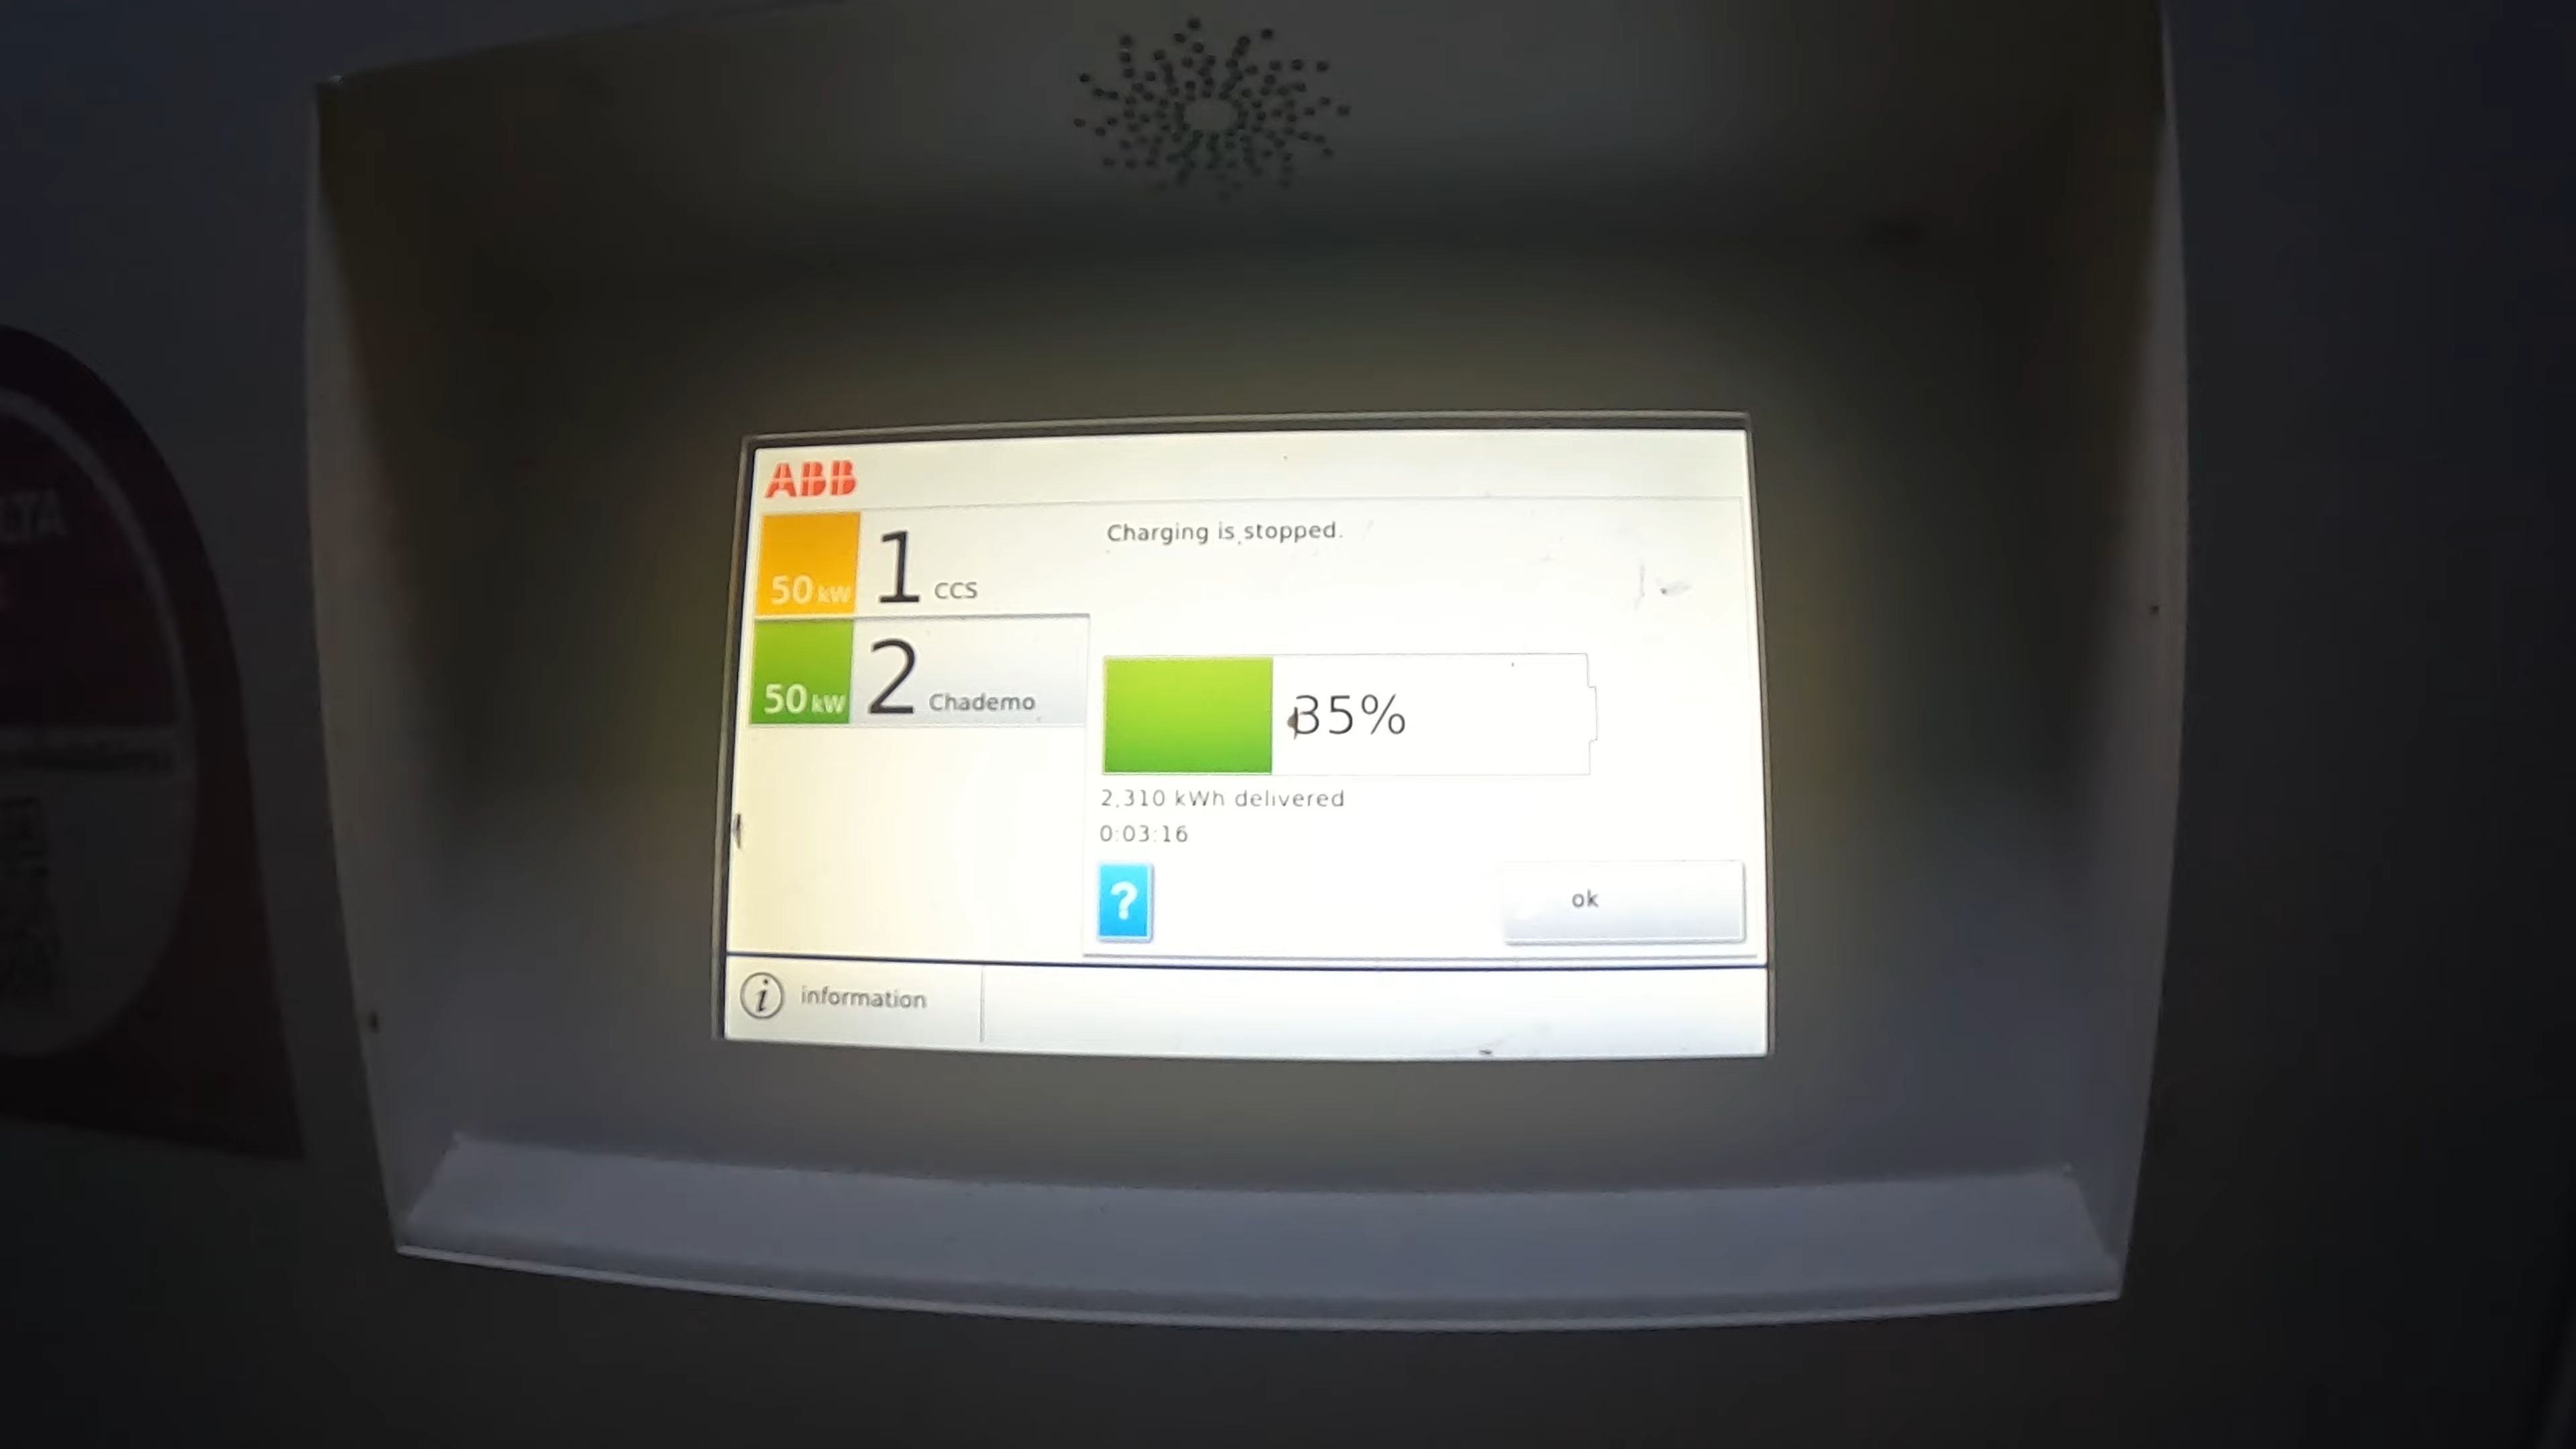 ABB
50 kW 1 CCS
50 kW 2 Chademo
Charging is stopped.
35%
2,310 kWh delivered
0:03:16
?
ok
i information